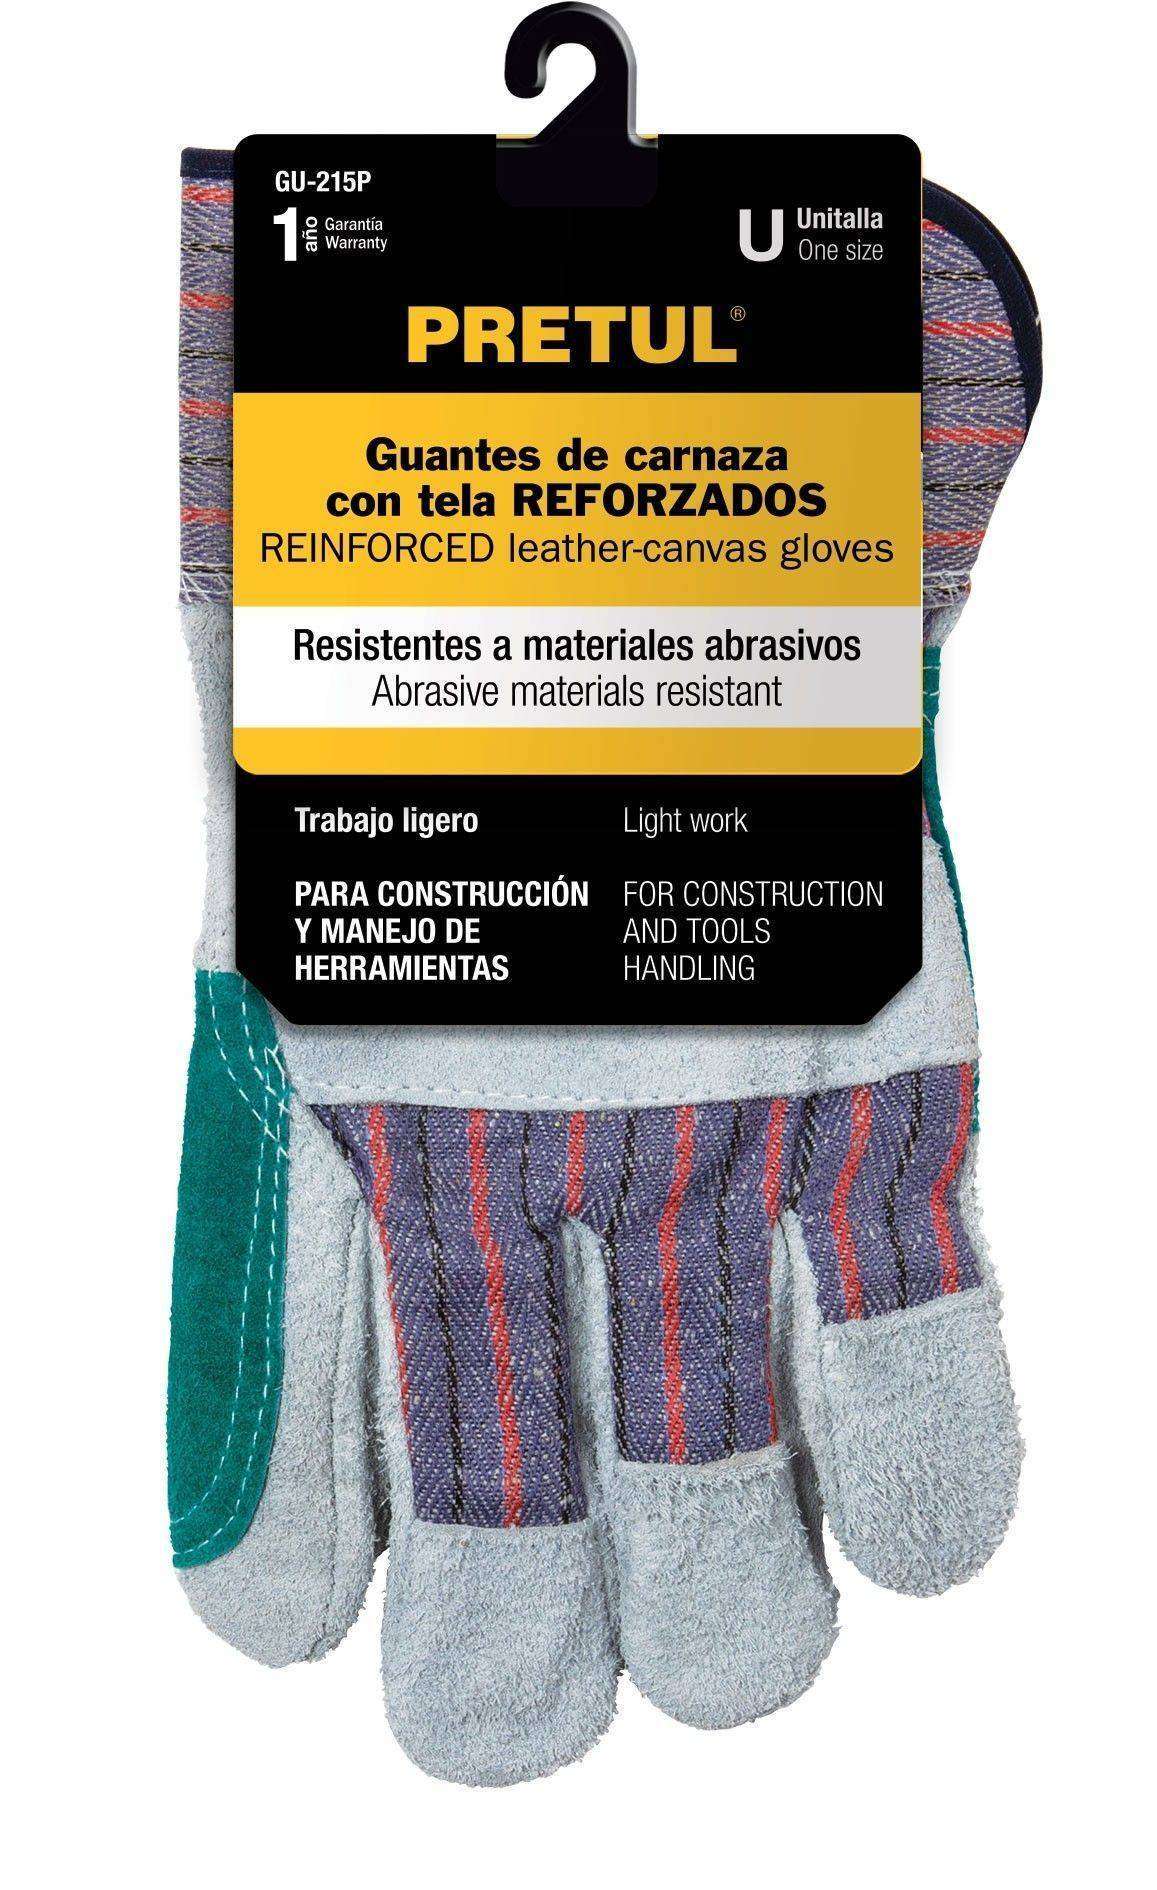 GU-215P
1 año Garantía
Warranty
U Unitalla
One size
PRETUL®
Guantes de carnaza
con tela REFORZADOS
REINFORCED leather-canvas gloves
Resistentes a materiales abrasivos
Abrasive materials resistant
Trabajo ligero
Light work
PARA CONSTRUCCIÓN
Y MANEJO DE
HERRAMIENTAS
FOR CONSTRUCTION
AND TOOLS
HANDLING